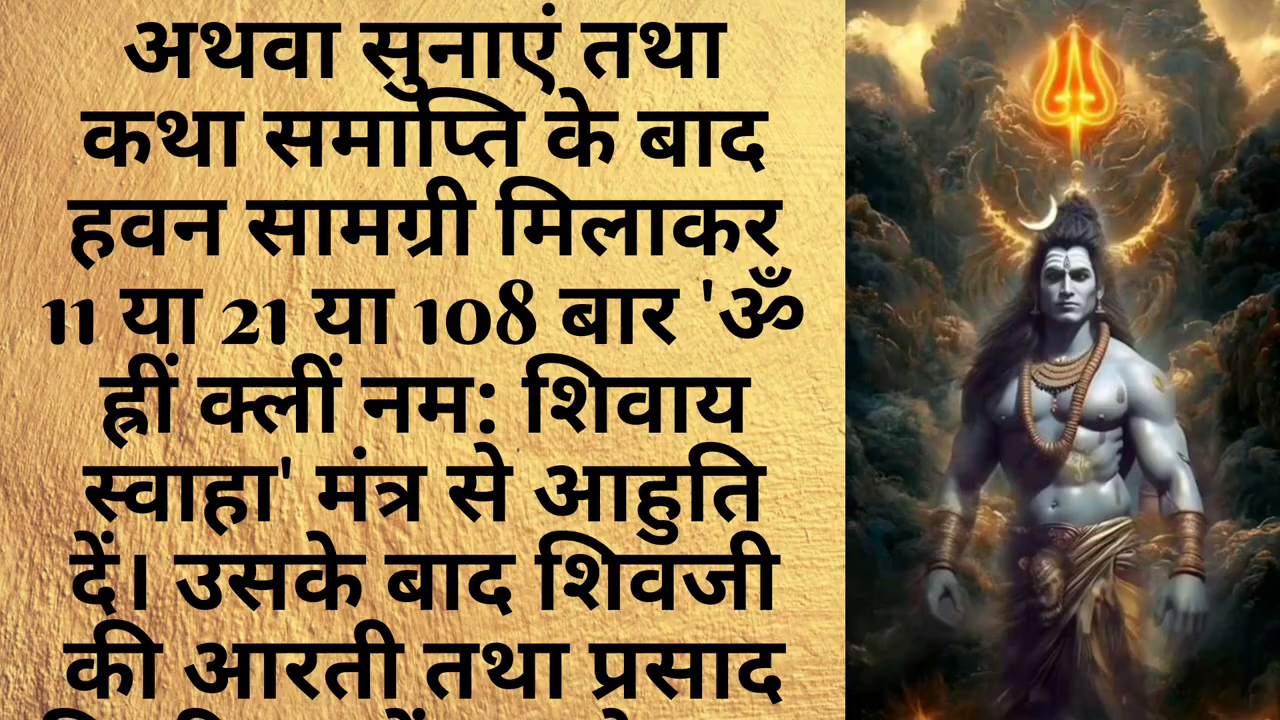 अथवा सुनाएं तथा
कथा समाप्ति के बाद
हवन सामग्री मिलाकर
11 या 21 या 108 बार 'ॐ
ह्रीं क्लीं नम: शिवाय
स्वाहा' मंत्र से आहुति
दें। उसके बाद शिवजी
की आरती तथा प्रसाद